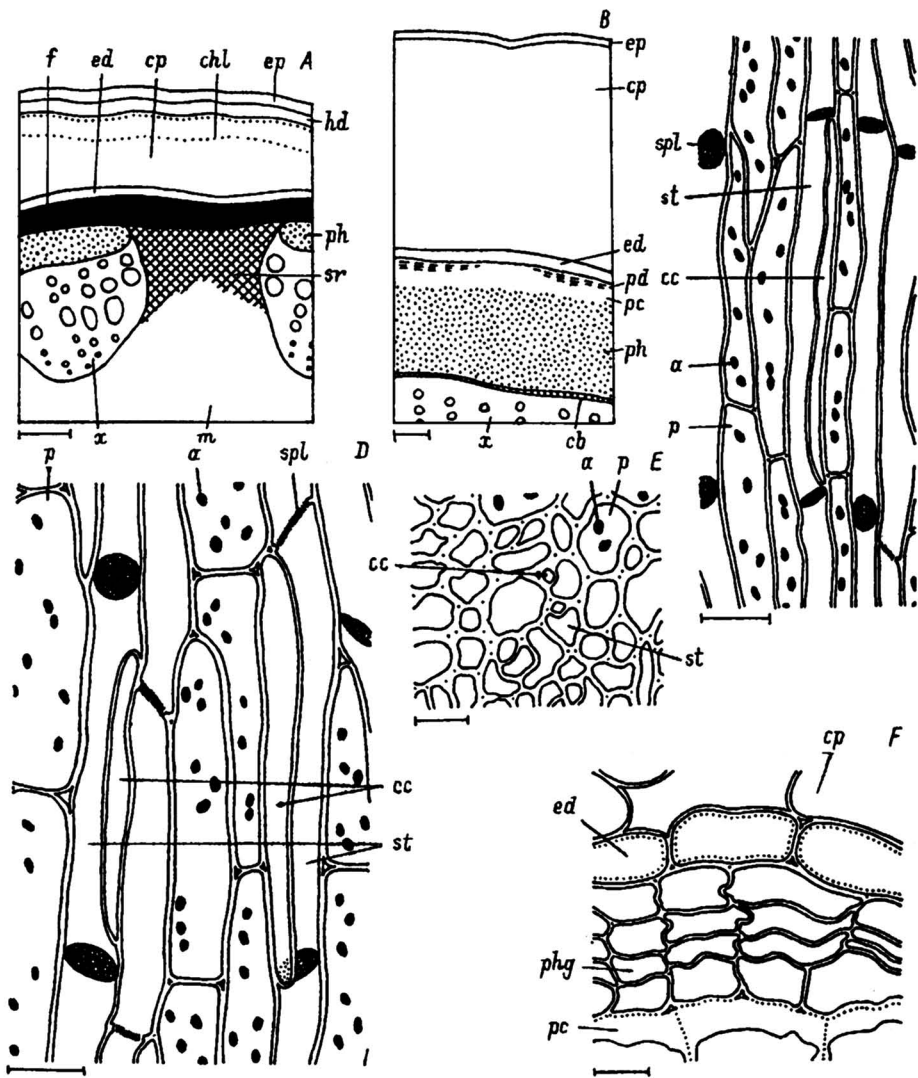 f ed cp chl ep A
hd
ph
sr
x m
B
ep
cp
ed
pd
pc
ph
x cb
spl
st
cc
a
p
p a spl D
cc
st
a p E
cc
st
cp F
ed
phg
pc